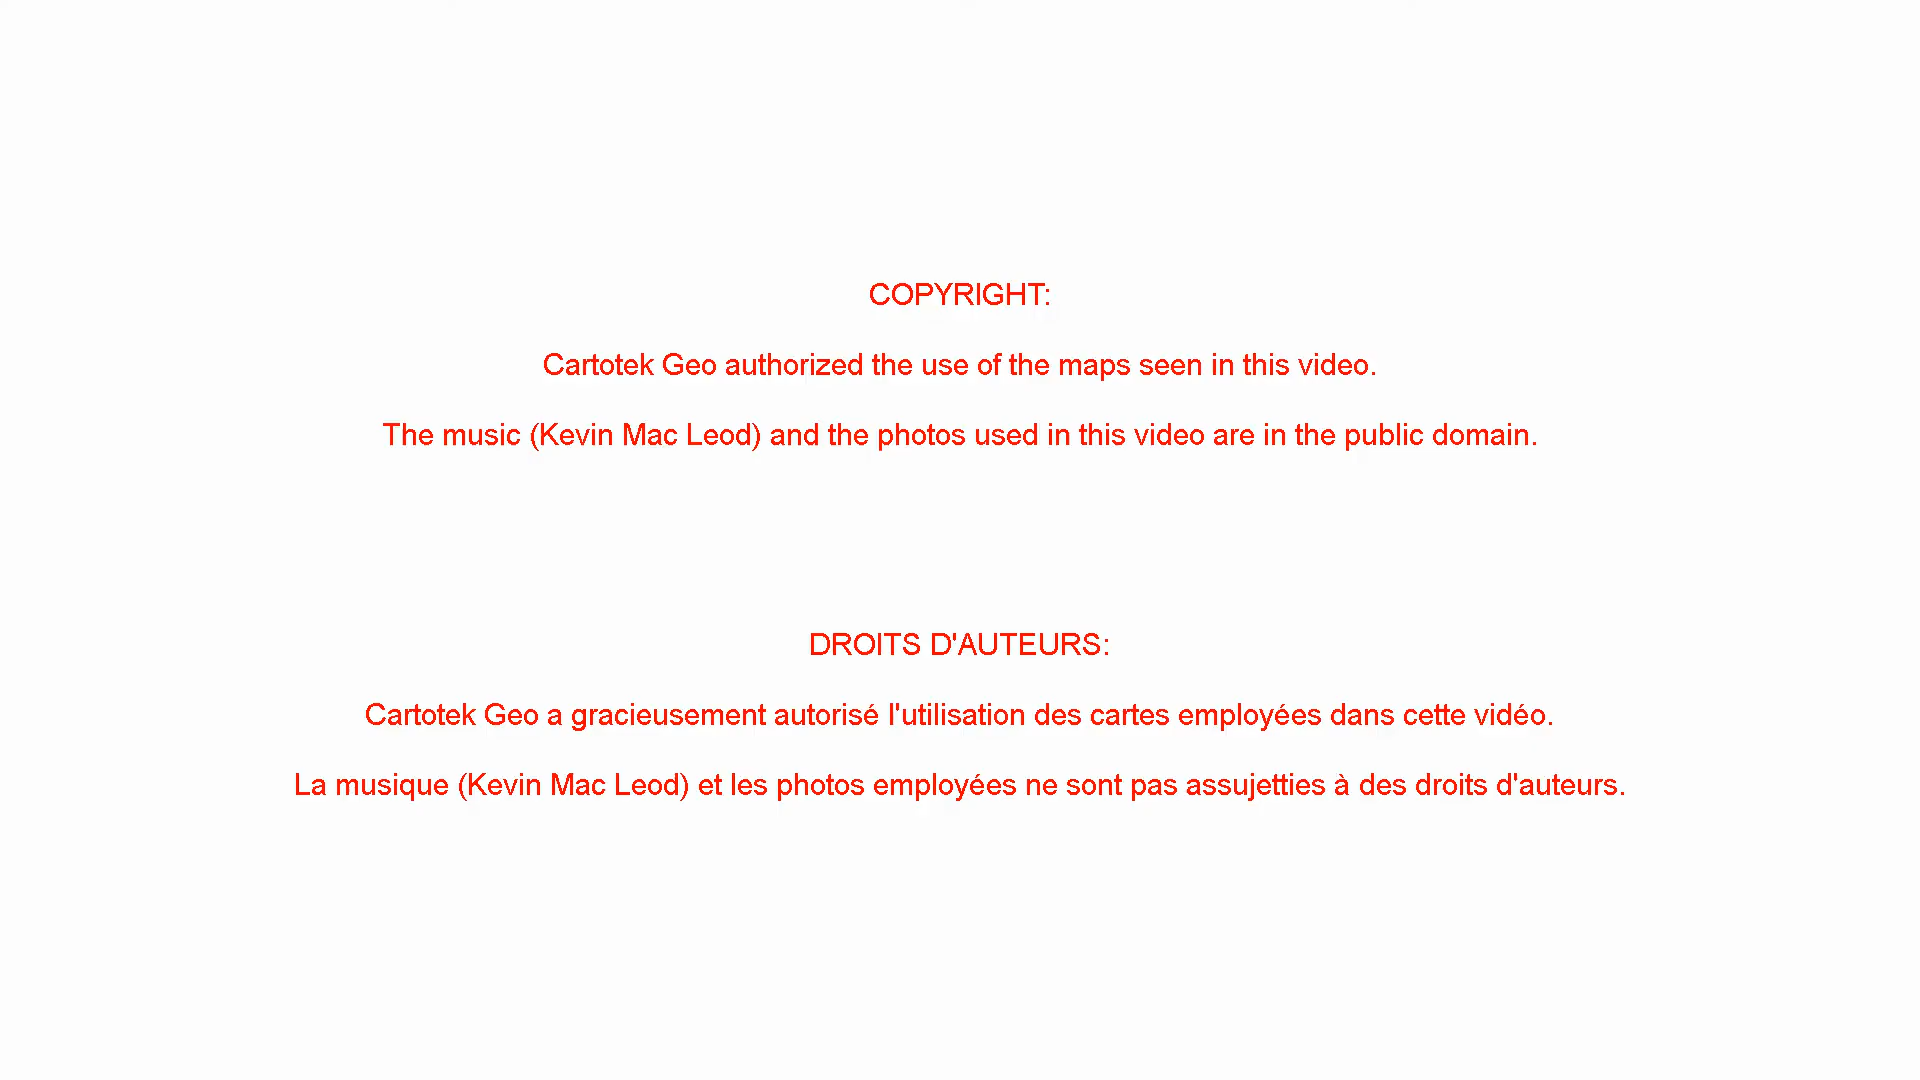 COPYRIGHT:
Cartotek Geo authorized the use of the maps seen in this video.
The music (Kevin Mac Leod) and the photos used in this video are in the public domain.
DROITS D'AUTEURS:
Cartotek Geo a gracieusement autorisé l'utilisation des cartes employées dans cette vidéo.
La musique (Kevin Mac Leod) et les photos employées ne sont pas assujetties à des droits d'auteurs.